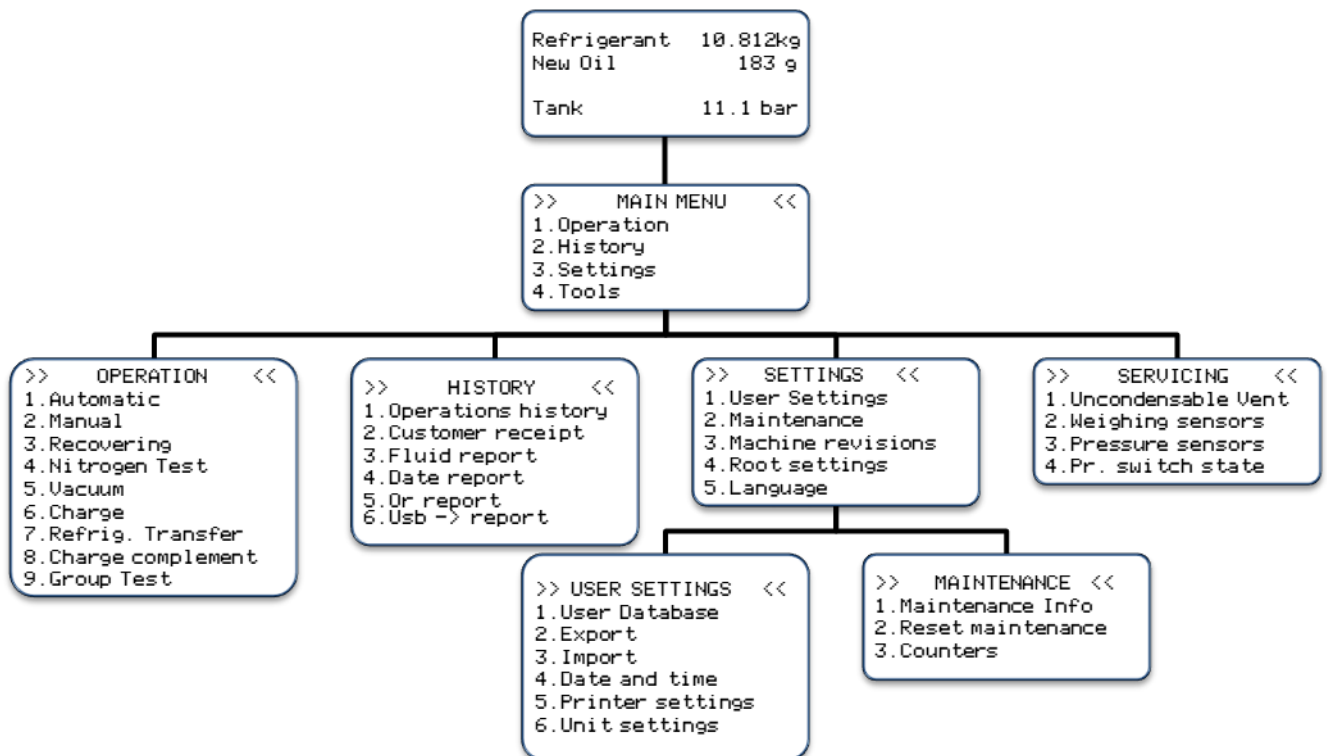 Refrigerant 10.812kg
New Oil 183 g
Tank 11.1 bar
>> MAIN MENU <<
1.Operation
2.History
3.Settings
4.Tools
>> OPERATION <<
1.Automatic
2.Manual
3.Recovering
4.Nitrogen Test
5.Vacuum
6.Charge
7.Refrig. Transfer
8.Charge complement
9.Group Test
>> HISTORY <<
1.Operations history
2.Customer receipt
3.Fluid report
4.Date report
5.Or report
6.Usb -> report
>> SETTINGS <<
1.User Settings
2.Maintenance
3.Machine revisions
4.Root settings
5.Language
>> SERVICING <<
1.Uncondensable Vent
2.Weighing sensors
3.Pressure sensors
4.Pr. switch state
>> USER SETTINGS <<
1.User Database
2.Export
3.Import
4.Date and time
5.Printer settings
6.Unit settings
>> MAINTENANCE <<
1.Maintenance Info
2.Reset maintenance
3.Counters